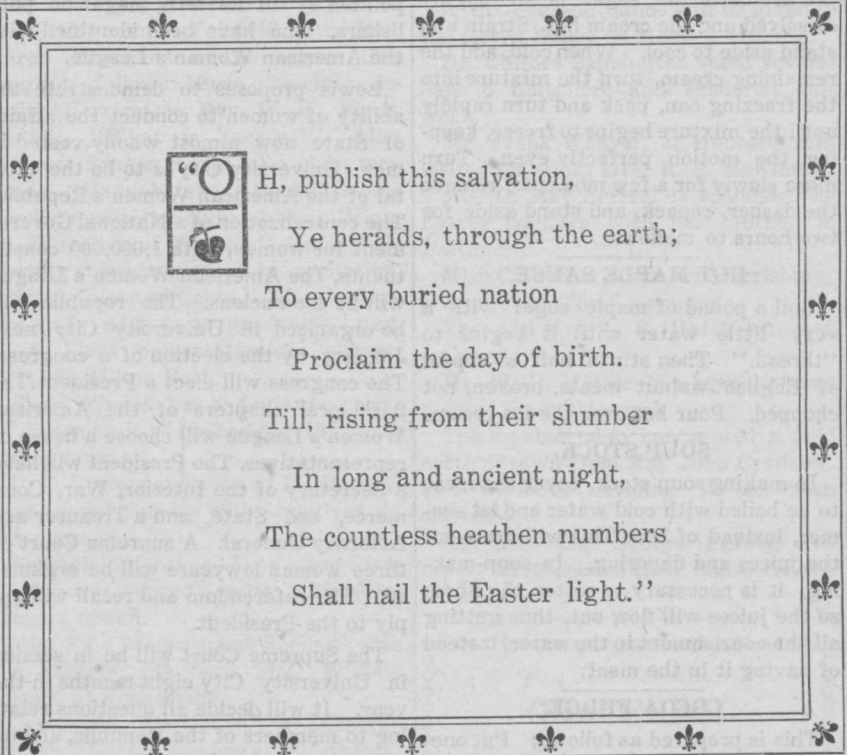 "OH, publish this salvation,
Ye heralds, through the earth;
To every buried nation
Proclaim the day of birth.
Till, rising from their slumber
In long and ancient night,
The countless heathen numbers
Shall hail the Easter light."